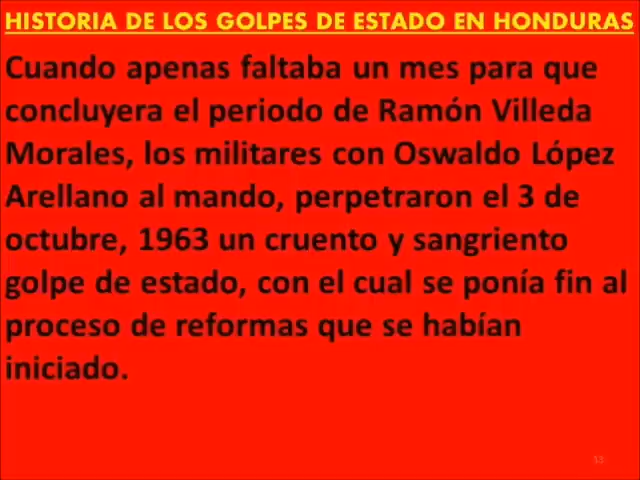 HISTORIA DE LOS GOLPES DE ESTADO EN HONDURAS
Cuando apenas faltaba un mes para que
concluyera el periodo de Ramón Villeda
Morales, los militares con Oswaldo López
Arellano al mando, perpetraron el 3 de
octubre, 1963 un cruento y sangriento
golpe de estado, con el cual se ponía fin al
proceso de reformas que se habían
iniciado.
13